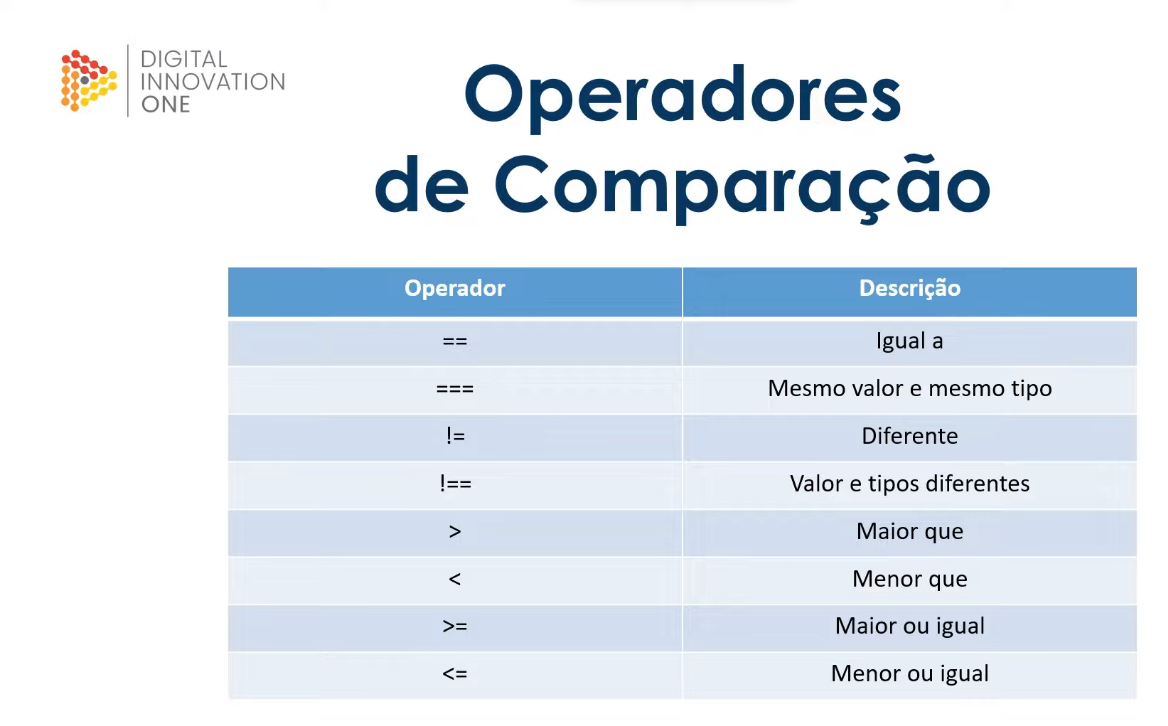 DIGITAL
INNOVATION
ONE
Operadores
de Comparação
Operador Descrição
== Igual a
=== Mesmo valor e mesmo tipo
!= Diferente
!== Valor e tipos diferentes
> Maior que
< Menor que
>= Maior ou igual
<= Menor ou igual